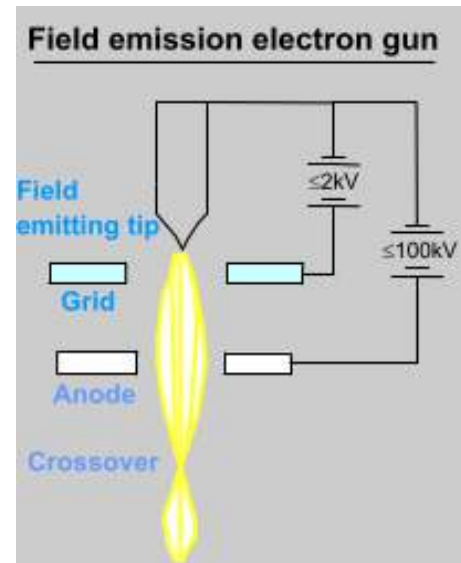 Field emission electron gun
≤2kV
Field
emitting tip
≤100kV
Grid
Anode
Crossover